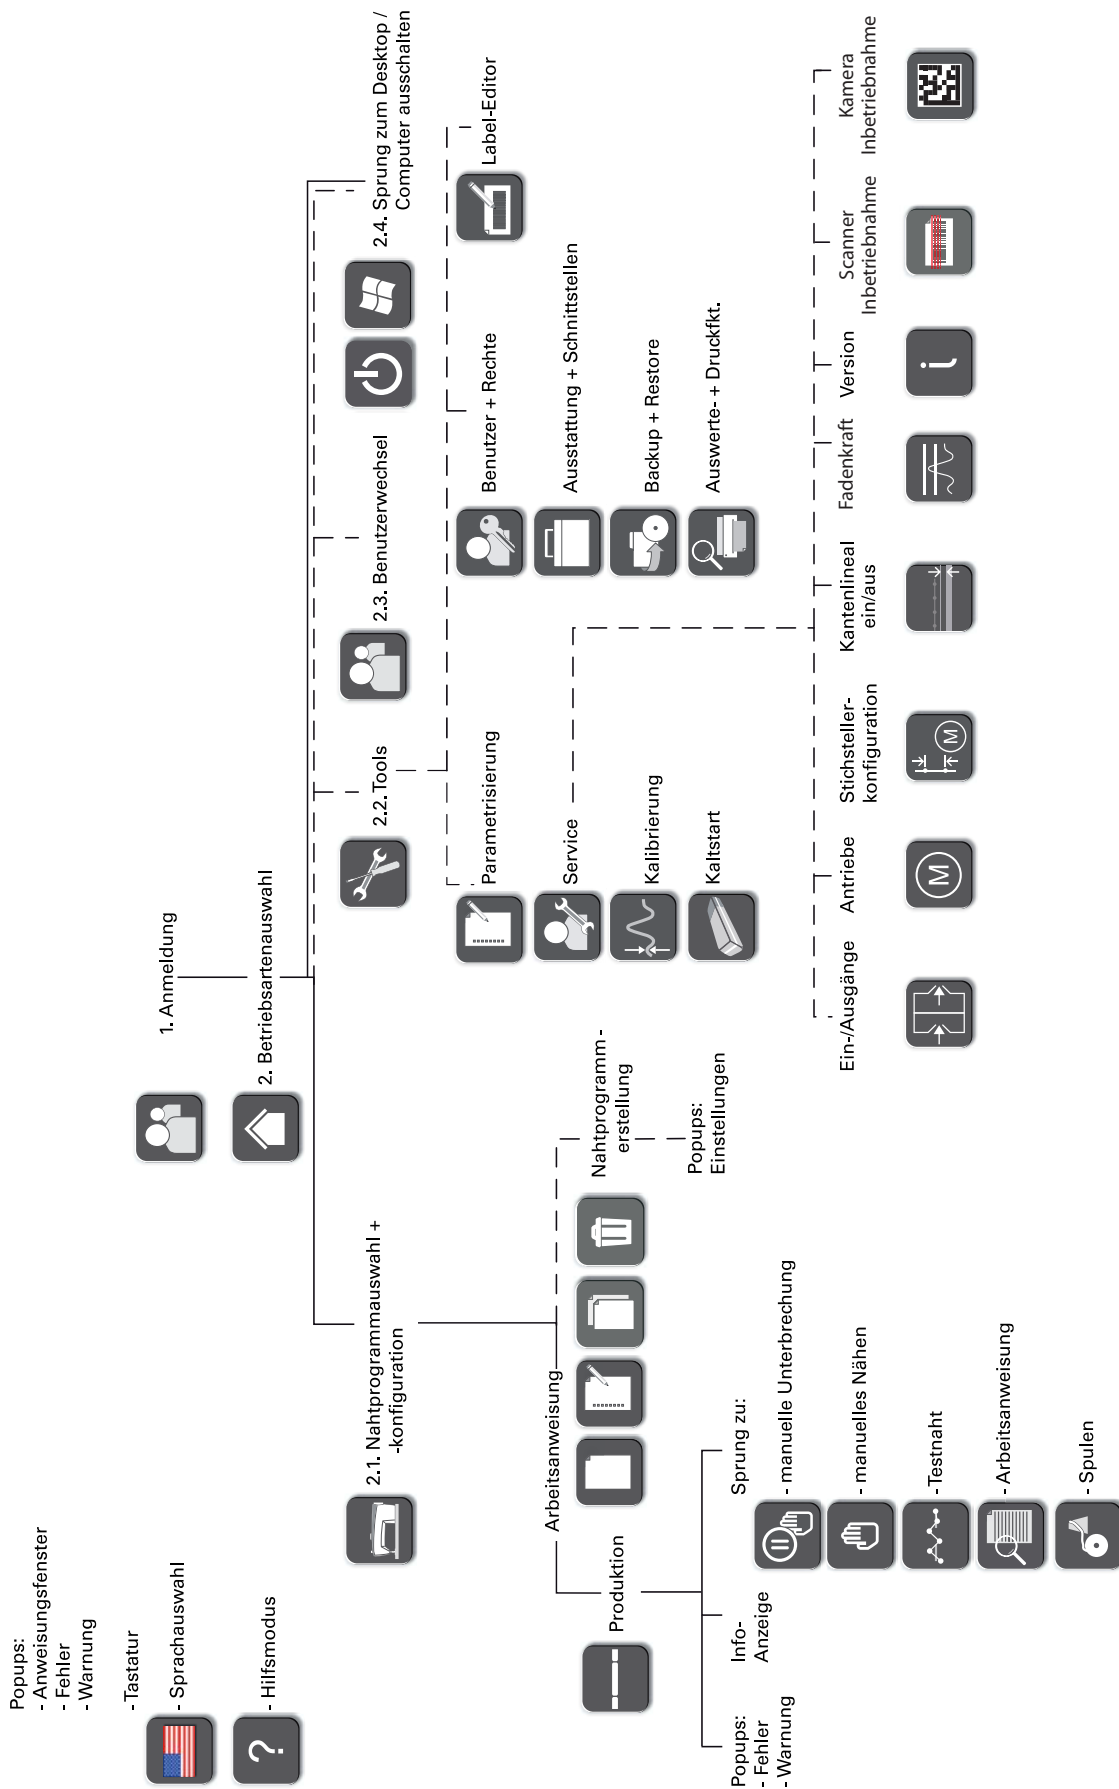 Popups:
- Anweisungsfenster
- Fehler
- Warnung
- Tastatur
- Sprachauswahl
?
- Hilfsmodus
1. Anmeldung
2. Betriebsartenauswahl
2.1. Nahtprogrammauswahl +
-konfiguration
2.2. Tools
2.3. Benutzerwechsel
2.4. Sprung zum Desktop /
Computer ausschalten
Arbeitsanweisung
Nahtprogramm-
erstellung
Popups:
Einstellungen
Produktion
Popups:
- Fehler
- Warnung
Info-
Anzeige
Sprung zu:
- manuelle Unterbrechung
- manuelles Nähen
- Testnaht
- Arbeitsanweisung
- Spulen
Parametrisierung
Service
Kalibrierung
Kaltstart
Benutzer + Rechte
Ausstattung + Schnittstellen
Backup + Restore
Auswerte- + Druckfkt.
Label-Editor
Ein-/Ausgänge
Antriebe
M
Stichsteller-
konfiguration
M
Kantenlineal
ein/aus
Fadenkraft
Version
i
Scanner
Inbetriebnahme
Kamera
Inbetriebnahme